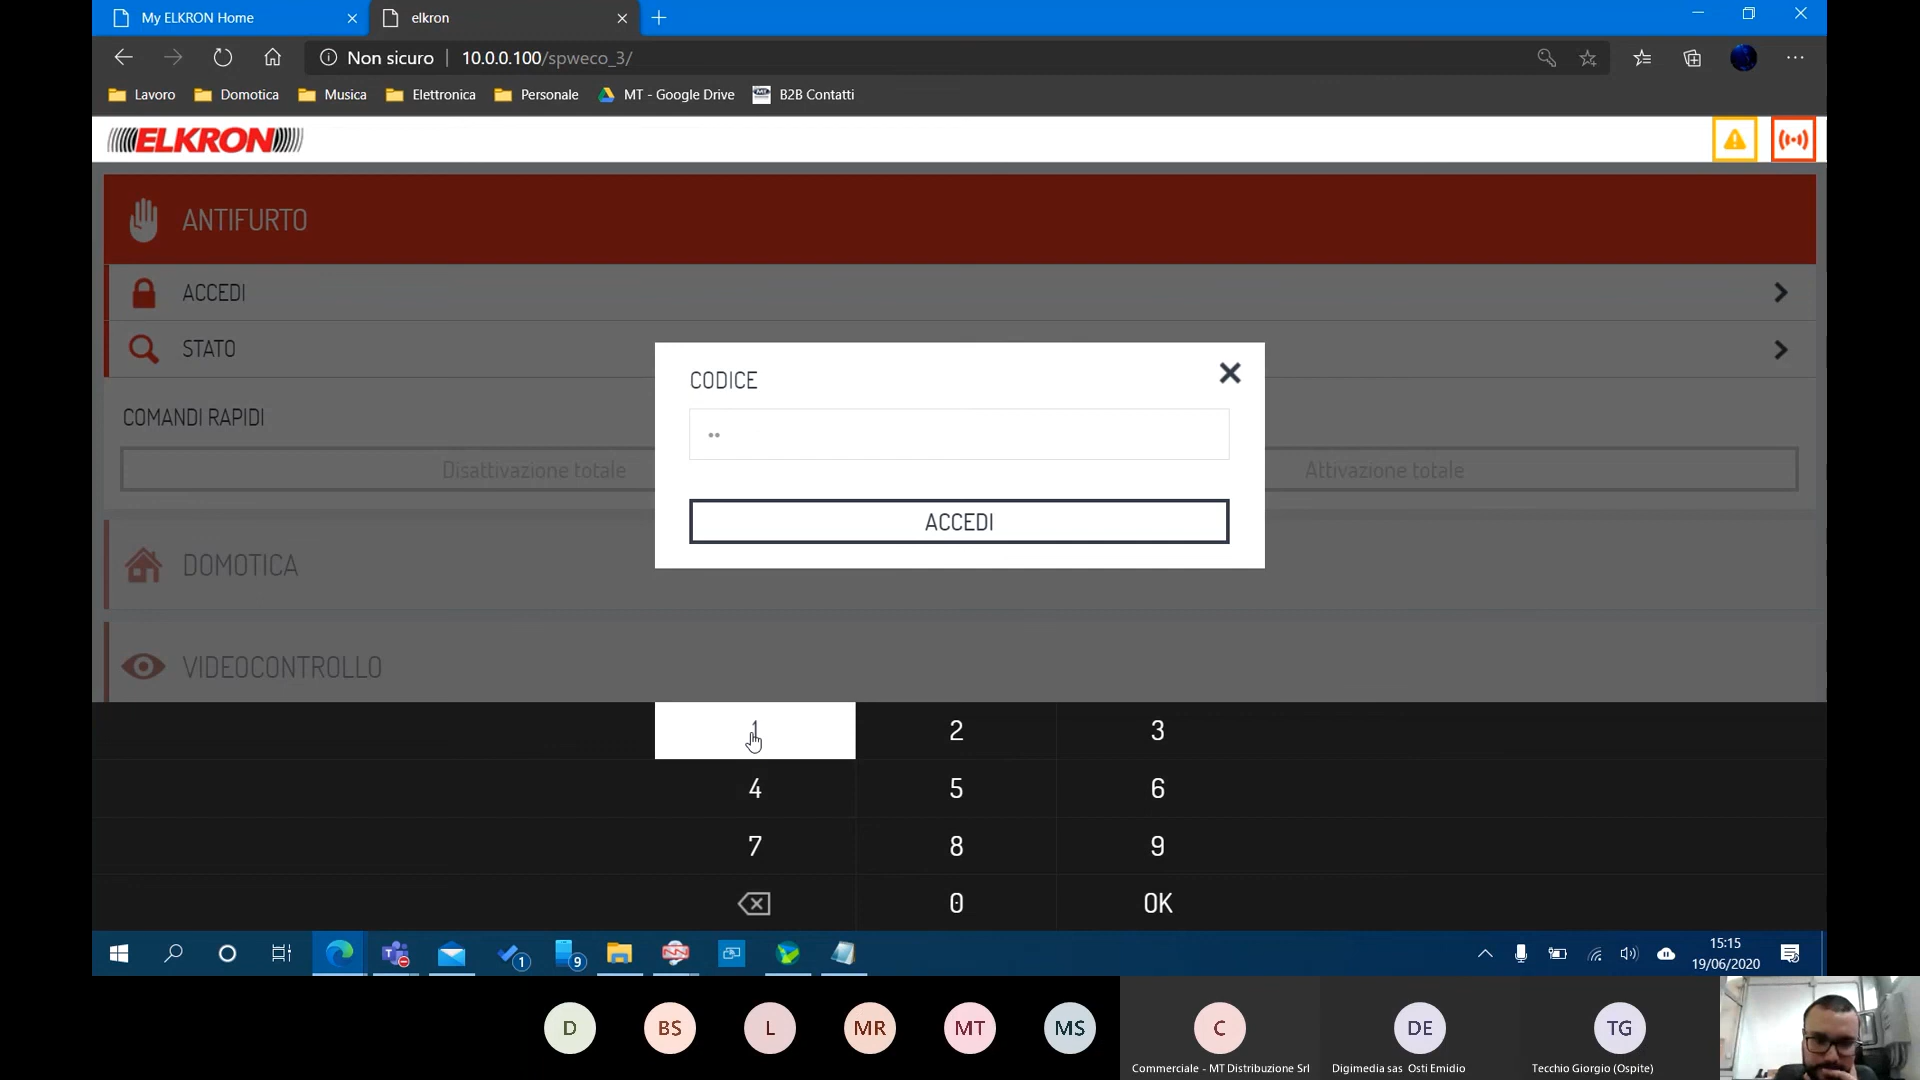 My ELKRON Home
elkron
Non sicuro
10.0.0.100/spweco_3/
Lavoro
Domotica
Musica
Elettronica
Personale
MT - Google Drive
B2B Contatti
ELKRON
ANTIFURTO
ACCEDI
STATO
COMANDI RAPIDI
Disattivazione totale
Attivazione totale
CODICE
••
ACCEDI
DOMOTICA
VIDEOCONTROLLO
1 2 3
4 5 6
7 8 9
0 OK
1
9
15:15
19/06/2020
D
BS
L
MR
MT
MS
C
DE
TG
Commerciale - MT Distribuzione Srl
Digimedia sas Osti Emidio
Tecchio Giorgio (Ospite)